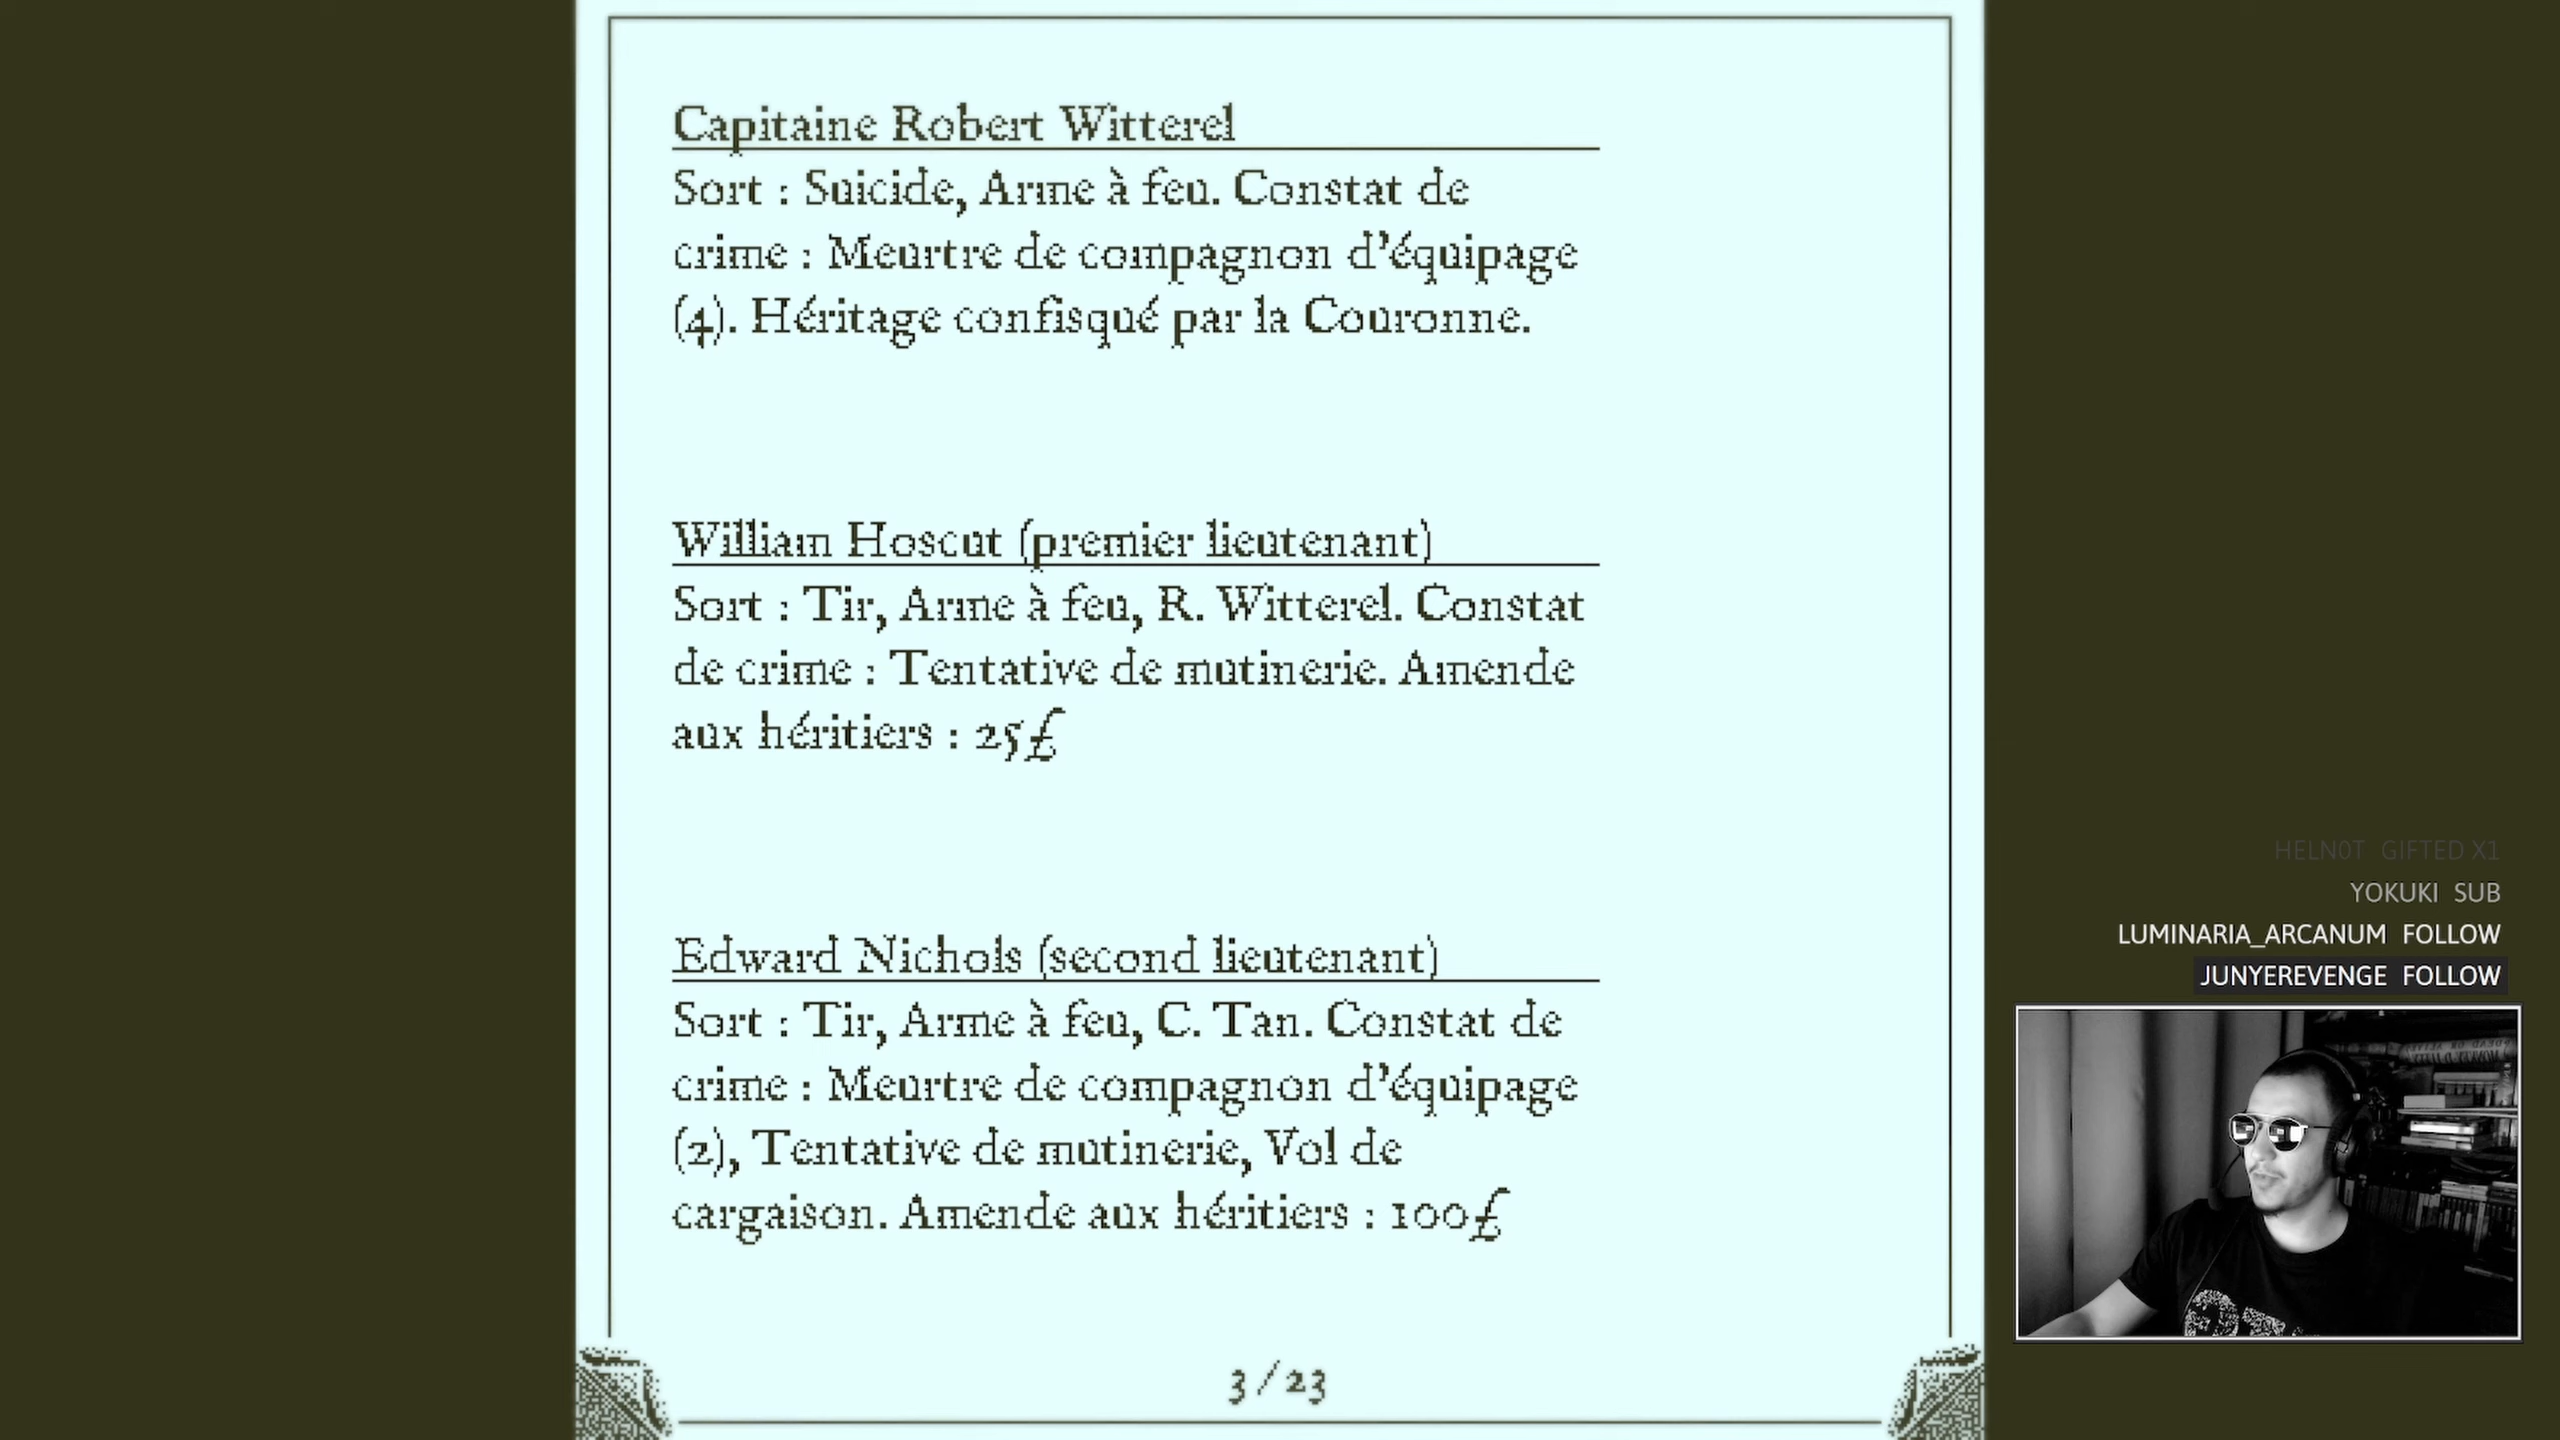 Capitaine Robert Witterel
Sort : Suicide, Arme à feu. Constat de
crime : Meurtre de compagnon d'équipage
(4). Héritage confisqué par la Couronne.
William Hoscut (premier lieutenant)
Sort : Tir, Arme à feu, R. Witterel. Constat
de crime : Tentative de mutinerie. Amende
aux héritiers : 25£
Edward Nichols (second lieutenant)
Sort : Tir, Arme à feu, C. Tan. Constat de
crime : Meurtre de compagnon d'équipage
(2), Tentative de mutinerie, Vol de
cargaison. Amende aux héritiers : 100£
3 / 23
HELN0T GIFTED X1
YOKUKI SUB
LUMINARIA_ARCANUM FOLLOW
JUNYEREVENGE FOLLOW